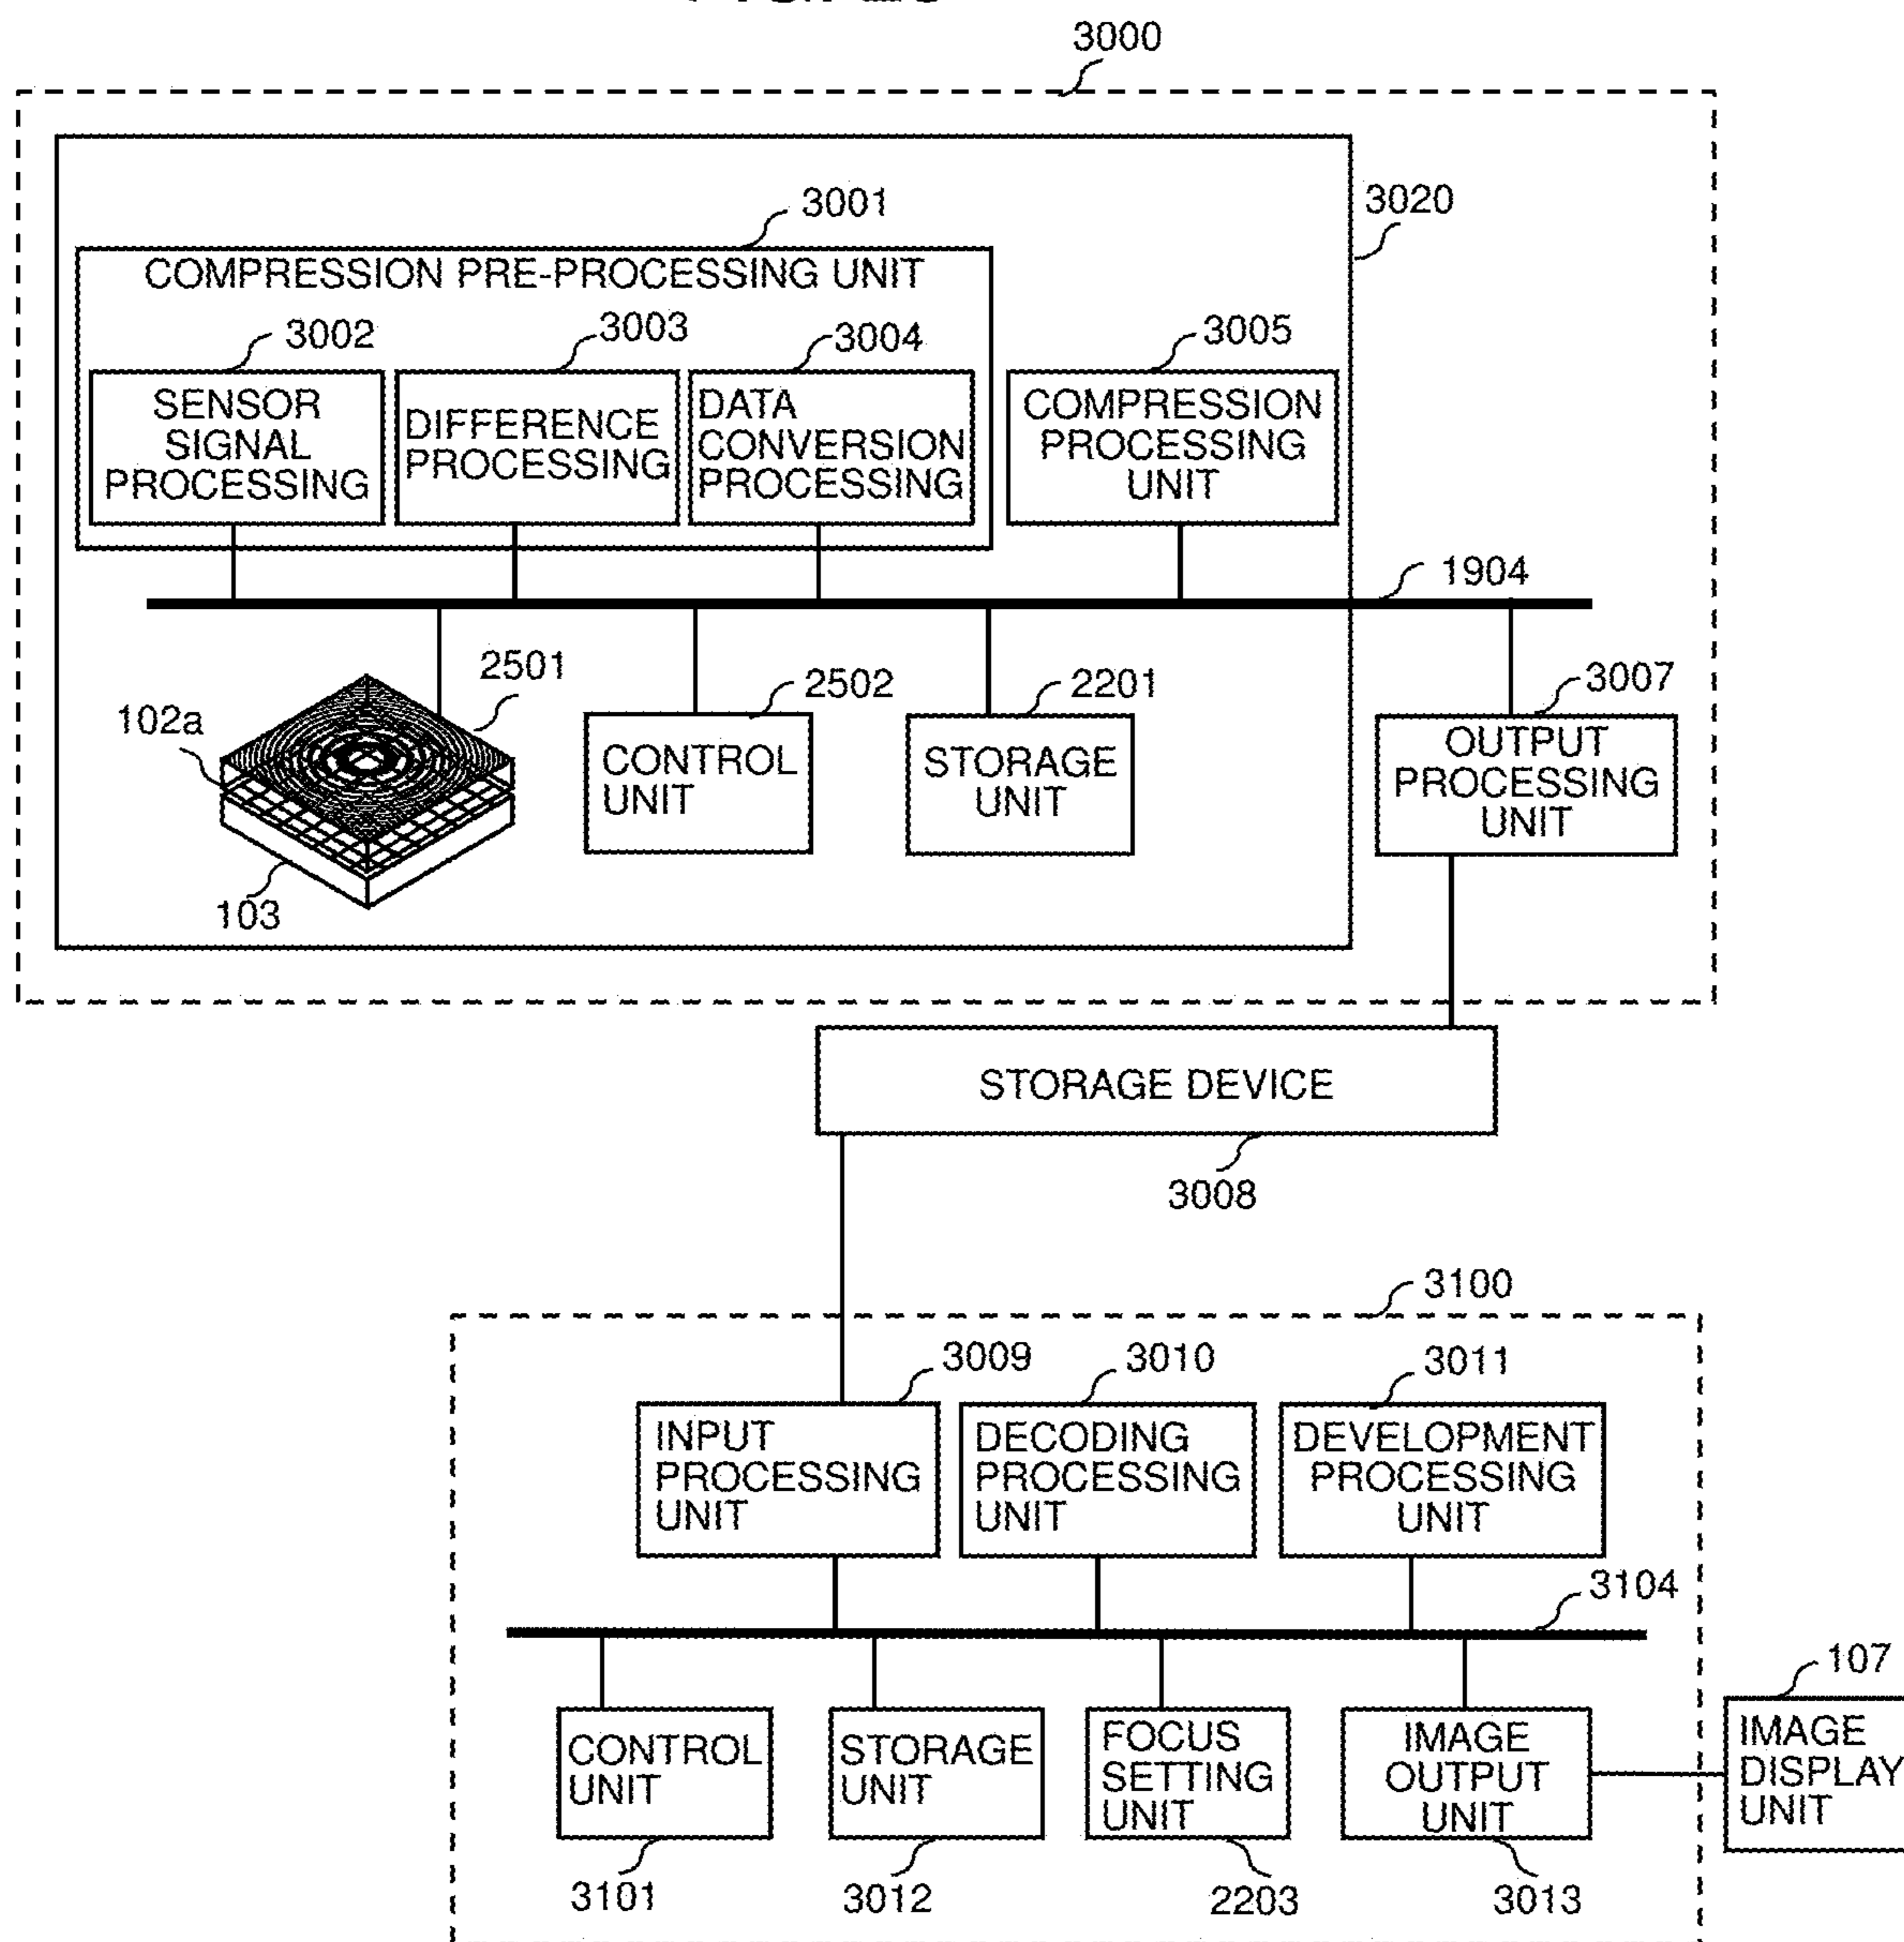 3000
3020
3001
COMPRESSION PRE-PROCESSING UNIT
3002
3003
3004
3005
SENSOR
SIGNAL
PROCESSING
DIFFERENCE
PROCESSING
DATA
CONVERSION
PROCESSING
COMPRESSION
PROCESSING
UNIT
1904
2501
102a
103
2502
CONTROL
UNIT
2201
STORAGE
UNIT
3007
OUTPUT
PROCESSING
UNIT
STORAGE DEVICE
3008
3100
3009
3010
3011
INPUT
PROCESSING
UNIT
DECODING
PROCESSING
UNIT
DEVELOPMENT
PROCESSING
UNIT
3104
107
CONTROL
UNIT
STORAGE
UNIT
FOCUS
SETTING
UNIT
IMAGE
OUTPUT
UNIT
IMAGE
DISPLAY
UNIT
3101
3012
2203
3013